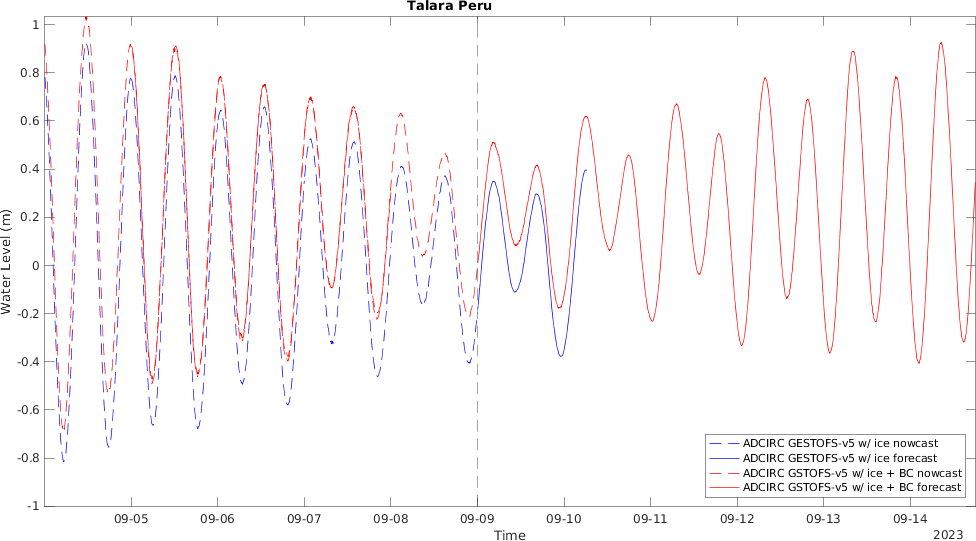 Talara Peru
1
0.8
0.6
0.4
0.2
0
-0.2
-0.4
-0.6
-0.8
-1
Water Level (m)
ADCIRC GESTOFS-v5 w/ ice nowcast
ADCIRC GESTOFS-v5 w/ ice forecast
ADCIRC GSTOFS-v5 w/ ice + BC nowcast
ADCIRC GSTOFS-v5 w/ ice + BC forecast
09-05 09-06 09-07 09-08 09-09 09-10 09-11 09-12 09-13 09-14
Time
2023